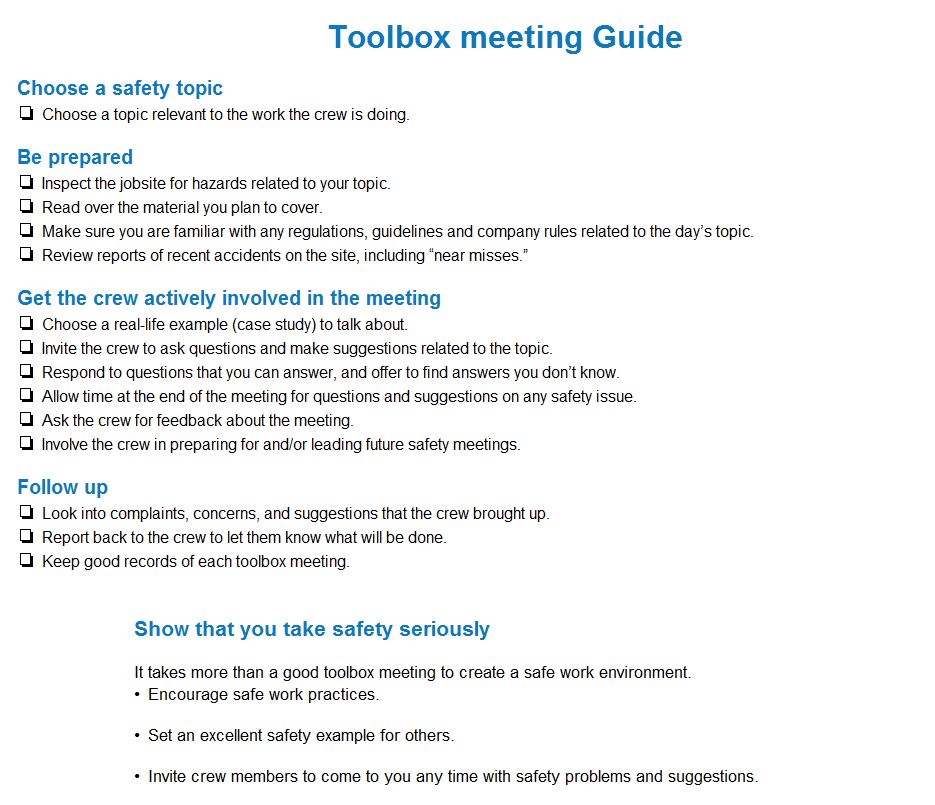 Toolbox meeting Guide
Choose a safety topic
❑ Choose a topic relevant to the work the crew is doing.
Be prepared
❑ Inspect the jobsite for hazards related to your topic.
❑ Read over the material you plan to cover.
❑ Make sure you are familiar with any regulations, guidelines and company rules related to the day’s topic.
❑ Review reports of recent accidents on the site, including “near misses.”
Get the crew actively involved in the meeting
❑ Choose a real-life example (case study) to talk about.
❑ Invite the crew to ask questions and make suggestions related to the topic.
❑ Respond to questions that you can answer, and offer to find answers you don’t know.
❑ Allow time at the end of the meeting for questions and suggestions on any safety issue.
❑ Ask the crew for feedback about the meeting.
❑ Involve the crew in preparing for and/or leading future safety meetings.
Follow up
❑ Look into complaints, concerns, and suggestions that the crew brought up.
❑ Report back to the crew to let them know what will be done.
❑ Keep good records of each toolbox meeting.
Show that you take safety seriously
It takes more than a good toolbox meeting to create a safe work environment.
• Encourage safe work practices.
• Set an excellent safety example for others.
• Invite crew members to come to you any time with safety problems and suggestions.